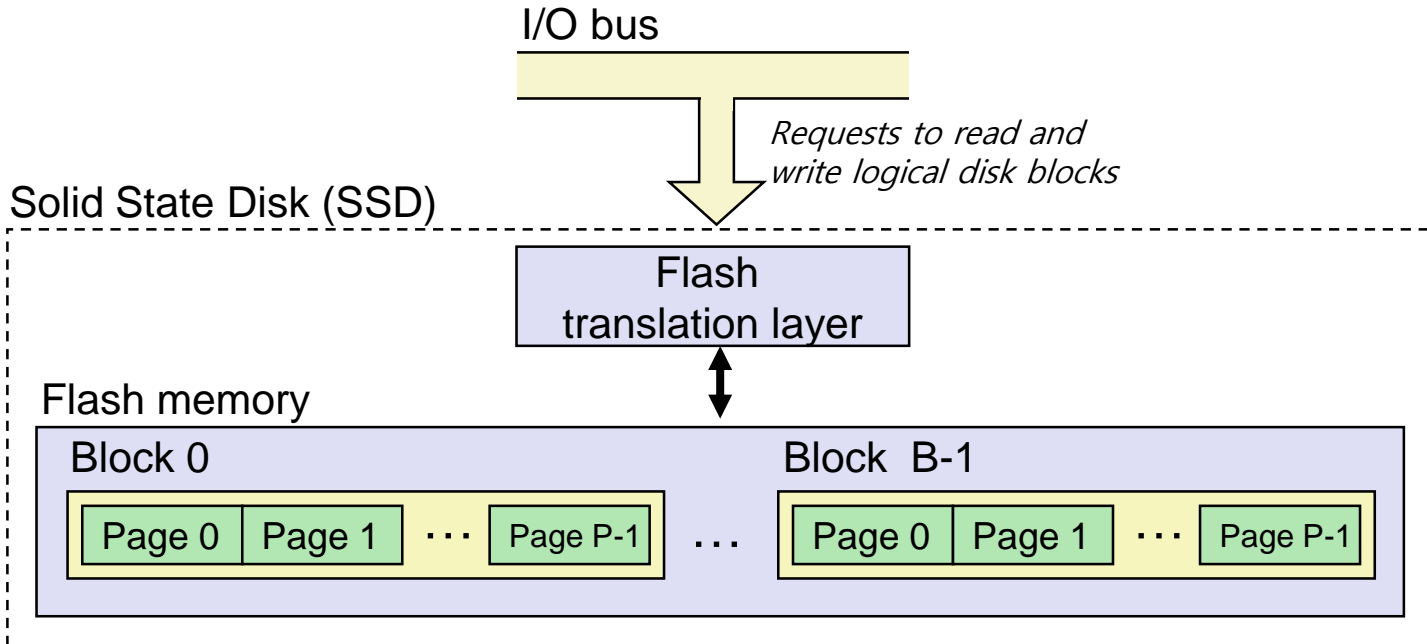 I/O bus
Requests to read and
write logical disk blocks
Solid State Disk (SSD)
Flash
translation layer
Flash memory
Block 0
Block B-1
Page 0 Page 1 ... Page P-1 ... Page 0 Page 1 ... Page P-1